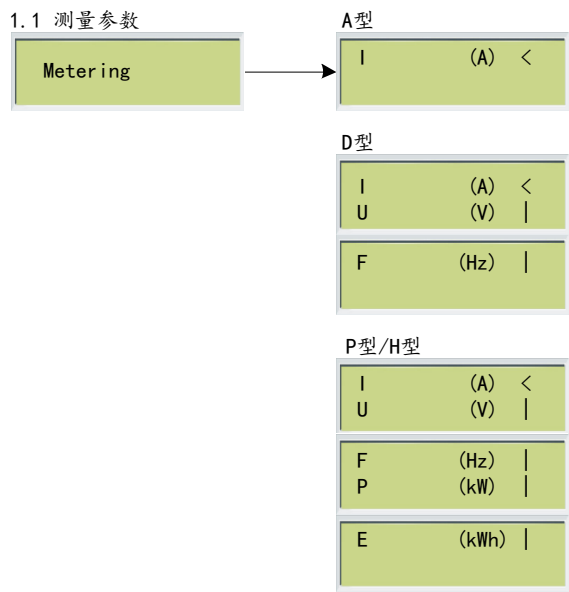 1.1 测量参数
Metering
A型
I (A) <
D型
I (A) <
U (V) |
F (Hz) |
P型/H型
I (A) <
U (V) |
F (Hz) |
P (kW) |
E (kWh) |